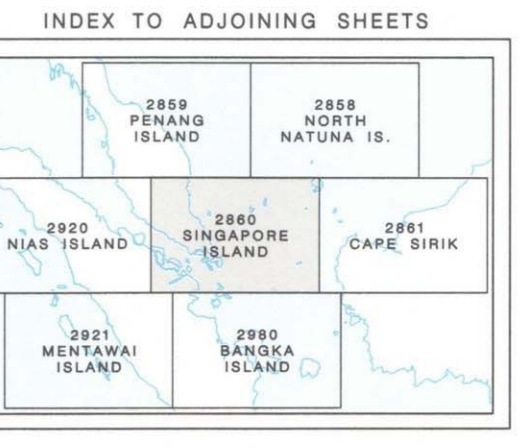 INDEX TO ADJOINING SHEETS
2859
PENANG
ISLAND
2858
NORTH
NATUNA IS.
2920
NIAS ISLAND
2860
SINGAPORE
ISLAND
2861
CAPE SIRIK
2921
MENTAWAI
ISLAND
2980
BANGKA
ISLAND